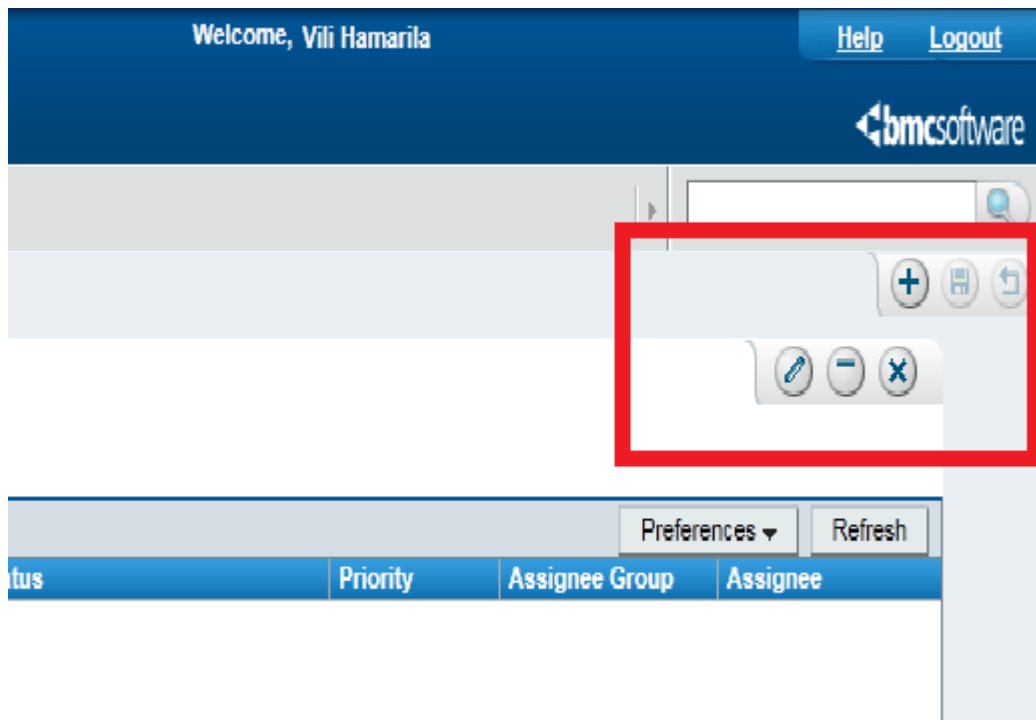 Welcome, Vili Hamarila
Help Logout
bmcsoftware
Preferences Refresh
tus Priority Assignee Group Assignee